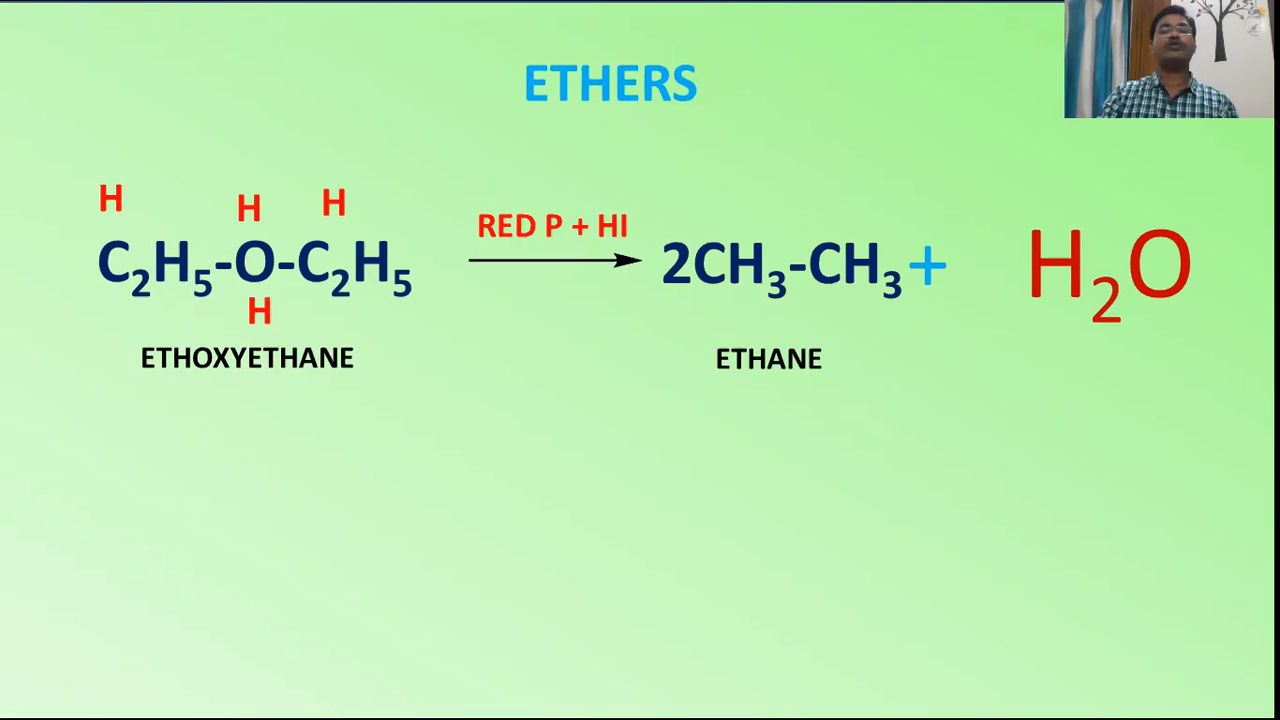 ETHERS
H H H
C₂H₅-O-C₂H₅ RED P + HI 2CH₃-CH₃ + H₂O
H
ETHOXYETHANE ETHANE